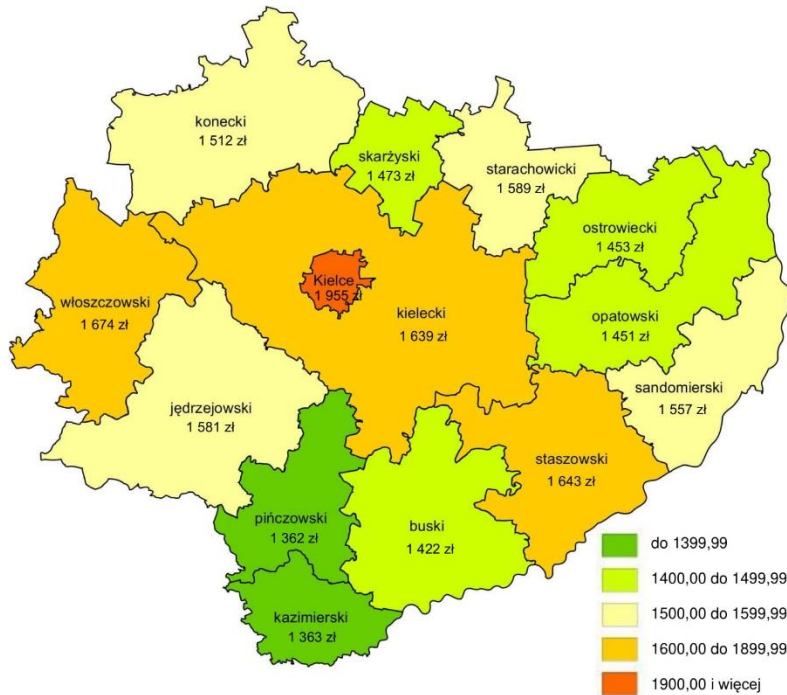 konecki
1 512 zł
skarżyski
1 473 zł
starachowicki
1 589 zł
ostrowiecki
1 453 zł
Kielce
1 955 zł
włoszczowski
1 674 zł
kielecki
1 639 zł
opatowski
1 451 zł
sandomierski
1 557 zł
jędrzejowski
1 581 zł
staszowski
1 643 zł
pińczowski
1 362 zł
buski
1 422 zł
kazimierski
1 363 zł
do 1399,99
1400,00 do 1499,99
1500,00 do 1599,99
1600,00 do 1899,99
1900,00 i więcej